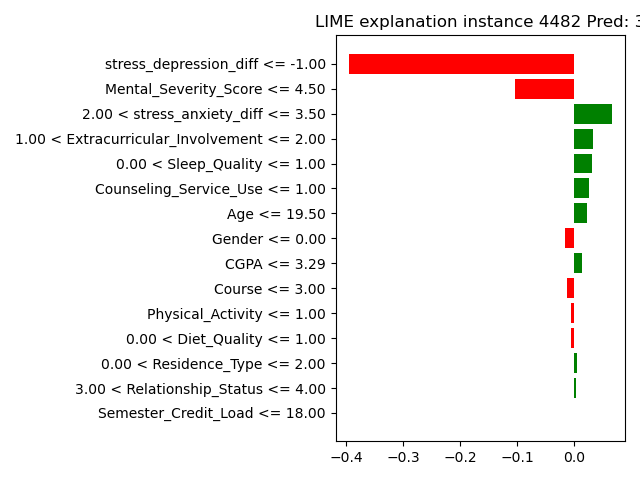 LIME explanation instance 4482 Pred: 3
stress_depression_diff <= -1.00
Mental_Severity_Score <= 4.50
2.00 < stress_anxiety_diff <= 3.50
1.00 < Extracurricular_Involvement <= 2.00
0.00 < Sleep_Quality <= 1.00
Counseling_Service_Use <= 1.00
Age <= 19.50
Gender <= 0.00
CGPA <= 3.29
Course <= 3.00
Physical_Activity <= 1.00
0.00 < Diet_Quality <= 1.00
0.00 < Residence_Type <= 2.00
3.00 < Relationship_Status <= 4.00
Semester_Credit_Load <= 18.00
−0.4 −0.3 −0.2 −0.1 0.0